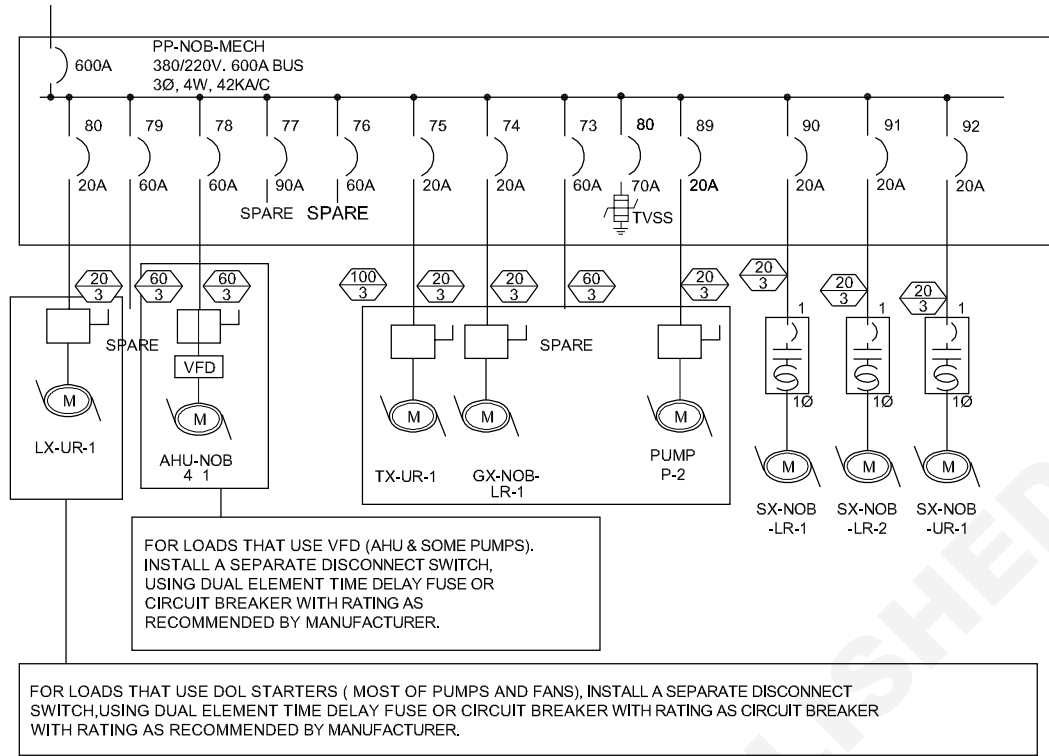 600A
PP-NOB-MECH
380/220V. 600A BUS
3Ø, 4W, 42KA/C
80 79 78 77 76 75 74 73 80 89 90 91 92
20A 60A 60A 90A 60A 20A 20A 60A 70A 20A 20A 20A 20A
SPARE SPARE TVSS
20 60 60 100 20 20 60 20 20 20 20
3 3 3 3 3 3 3 3 3 3 3
1 1 1
SPARE SPARE
VFD
1Ø 1Ø 1Ø
M M M M M M M M
LX-UR-1
AHU-NOB
4 1
TX-UR-1
GX-NOB-
LR-1
PUMP
P-2
SX-NOB
-LR-1
SX-NOB
-LR-2
SX-NOB
-UR-1
FOR LOADS THAT USE VFD (AHU & SOME PUMPS).
INSTALL A SEPARATE DISCONNECT SWITCH,
USING DUAL ELEMENT TIME DELAY FUSE OR
CIRCUIT BREAKER WITH RATING AS
RECOMMENDED BY MANUFACTURER.
FOR LOADS THAT USE DOL STARTERS ( MOST OF PUMPS AND FANS), INSTALL A SEPARATE DISCONNECT
SWITCH,USING DUAL ELEMENT TIME DELAY FUSE OR CIRCUIT BREAKER WITH RATING AS CIRCUIT BREAKER
WITH RATING AS RECOMMENDED BY MANUFACTURER.